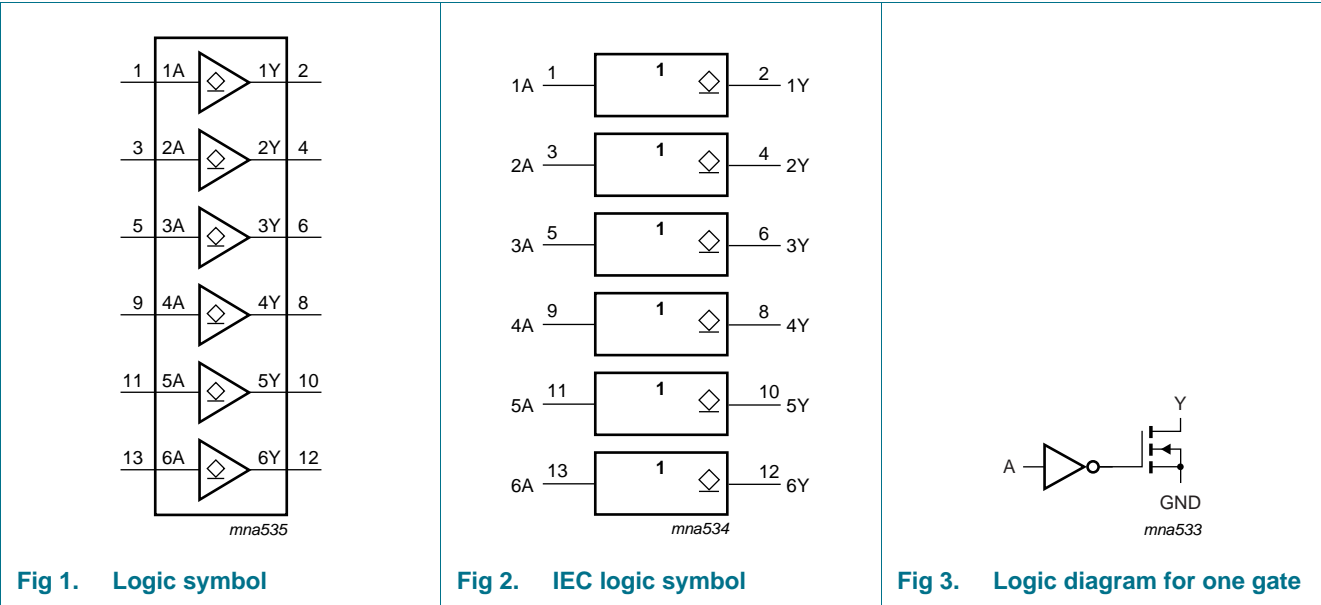 1 1A 1Y 2
3 2A 2Y 4
5 3A 3Y 6
9 4A 4Y 8
11 5A 5Y 10
13 6A 6Y 12
mna535
Fig 1. Logic symbol
1A 1 1 2 1Y
2A 3 1 4 2Y
3A 5 1 6 3Y
4A 9 1 8 4Y
5A 11 1 10 5Y
6A 13 1 12 6Y
mna534
Fig 2. IEC logic symbol
Y
A
GND
mna533
Fig 3. Logic diagram for one gate